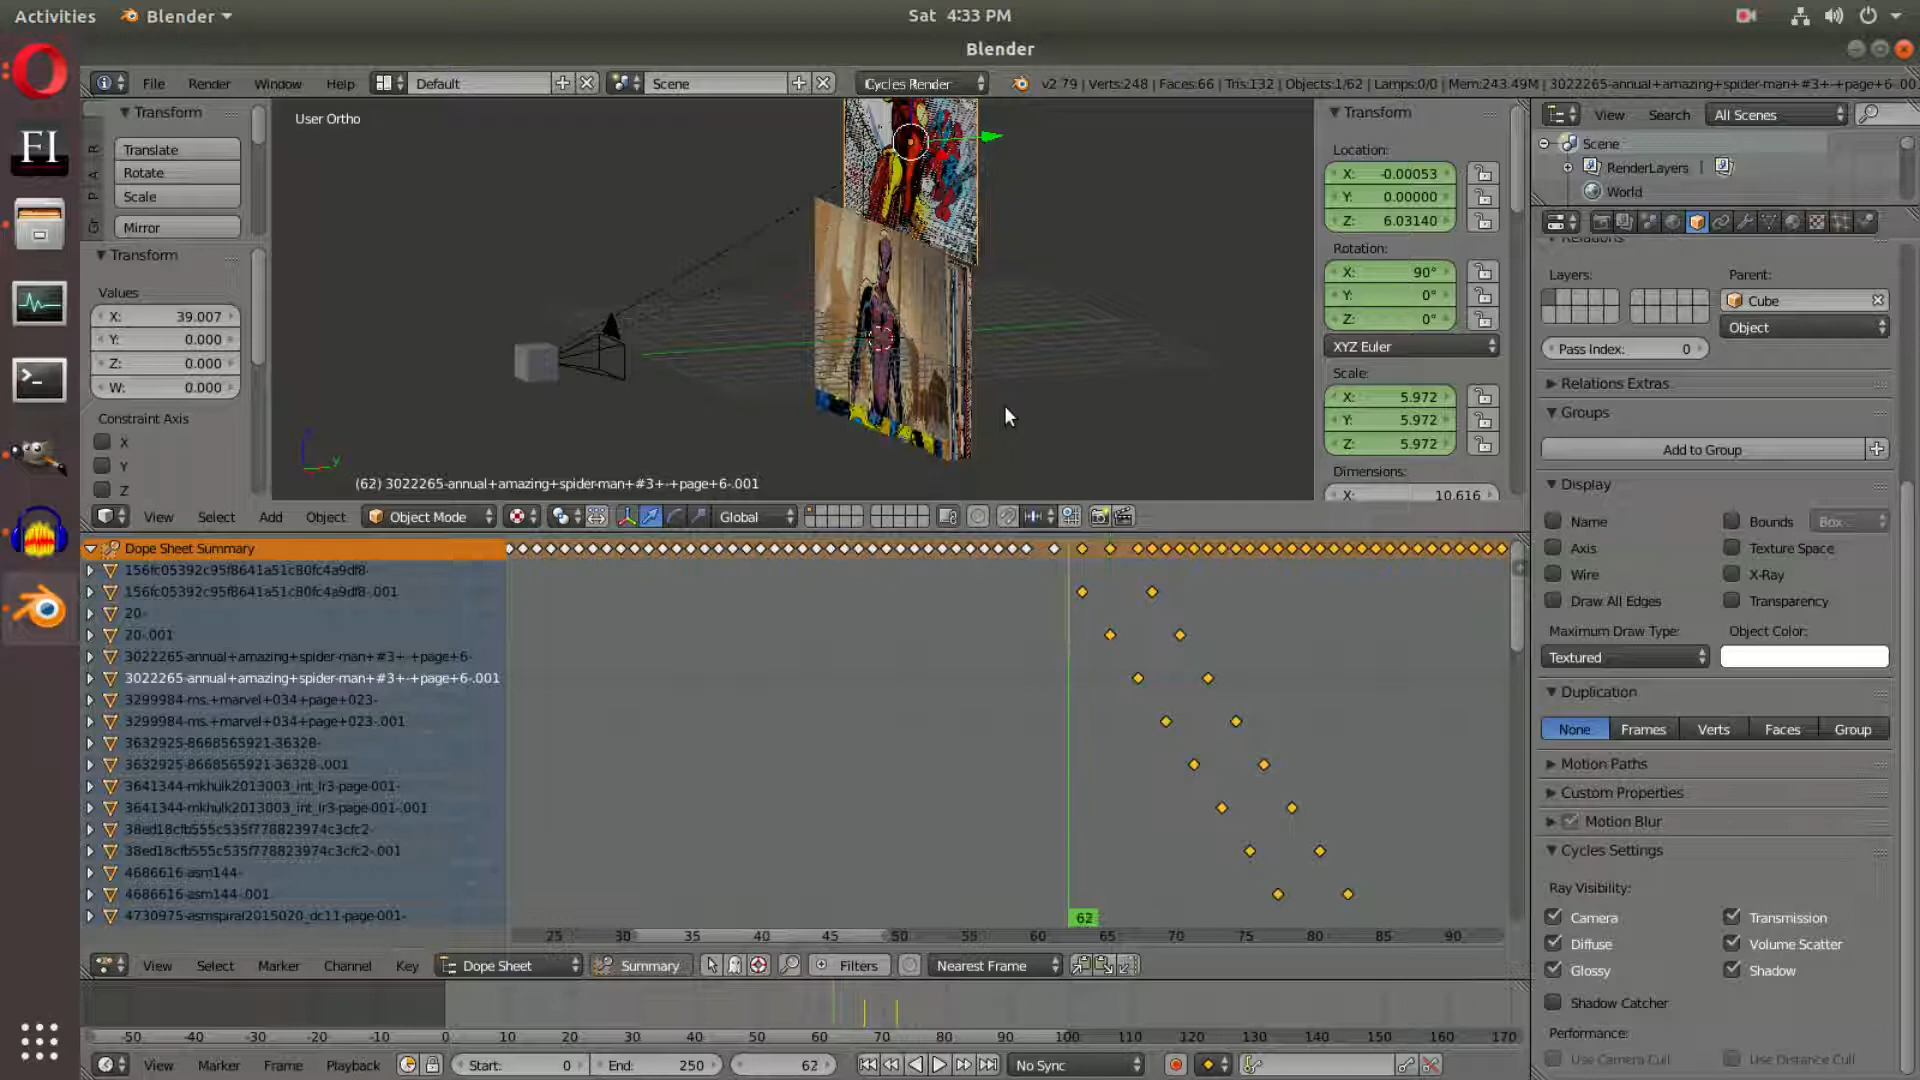 Activities Blender Sat 4:33 PM
Blender
File Render Window Help Default Scene Cycles Render v2.79 | Verts:248 | Faces:66 | Tris:132 | Objects:1/62 | Lamps:0/0 | Mem:243.49M | 3022265-annual+amazing+spider-man+#3+-+page+6-.001
FI
Transform
Translate
Rotate
Scale
Mirror
Transform
Values
X: 39.007
Y: 0.000
Z: 0.000
W: 0.000
Constraint Axis
X
Y
Z
User Ortho
(62) 3022265-annual+amazing+spider-man+#3+-+page+6-.001
Transform
Location:
X: -0.00053
Y: 0.00000
Z: 6.03140
Rotation:
X: 90°
Y: 0°
Z: 0°
XYZ Euler
Scale:
X: 5.972
Y: 5.972
Z: 5.972
Dimensions:
X: 10.616
View Search All Scenes
Scene
RenderLayers
World
Relations
Layers: Parent:
Cube
Object
Pass Index: 0
Relations Extras
Groups
Add to Group
Display
Name Bounds Box
Axis Texture Space
Wire X-Ray
Draw All Edges Transparency
Maximum Draw Type: Object Color:
Textured
Duplication
None Frames Verts Faces Group
Motion Paths
Custom Properties
Motion Blur
Cycles Settings
Ray Visibility:
Camera Transmission
Diffuse Volume Scatter
Glossy Shadow
Shadow Catcher
Performance:
Use Camera Cull Use Distance Cull
View Select Add Object Object Mode Global
Dope Sheet Summary
156fc05392c95f8641a51c80fc4a9df8-
156fc05392c95f8641a51c80fc4a9df8-.001
20-
20-.001
3022265-annual+amazing+spider-man+#3+-+page+6-
3022265-annual+amazing+spider-man+#3+-+page+6-.001
3299984-ms.+marvel+034+page+023-
3299984-ms.+marvel+034+page+023-.001
3632925-8668565921-36328-
3632925-8668565921-36328-.001
3641344-mkhulk2013003_int_lr3-page-001-
3641344-mkhulk2013003_int_lr3-page-001-.001
38ed18cfb555c535f778823974c3cfc2-
38ed18cfb555c535f778823974c3cfc2-.001
4686616-asm144-
4686616-asm144-.001
4730975-asmspiral2015020_dc11-page-001-
62
25 30 35 40 45 50 55 60 65 70 75 80 85 90
View Select Marker Channel Key Dope Sheet Summary Filters Nearest Frame
-50 -40 -30 -20 -10 0 10 20 30 40 50 60 70 80 90 100 110 120 130 140 150 160 170
View Marker Frame Playback Start: 0 End: 250 62 No Sync